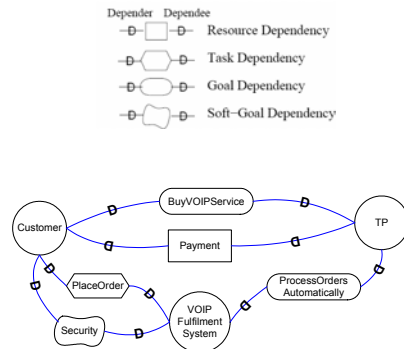 Depender Dependee
D D Resource Dependency
D D Task Dependency
D D Goal Dependency
D D Soft-Goal Dependency
D BuyVOIPService D
Customer TP
D Payment D
D PlaceOrder D
ProcessOrders
Automatically
D
D
D
VOIP
Fulfilment
System
Security D